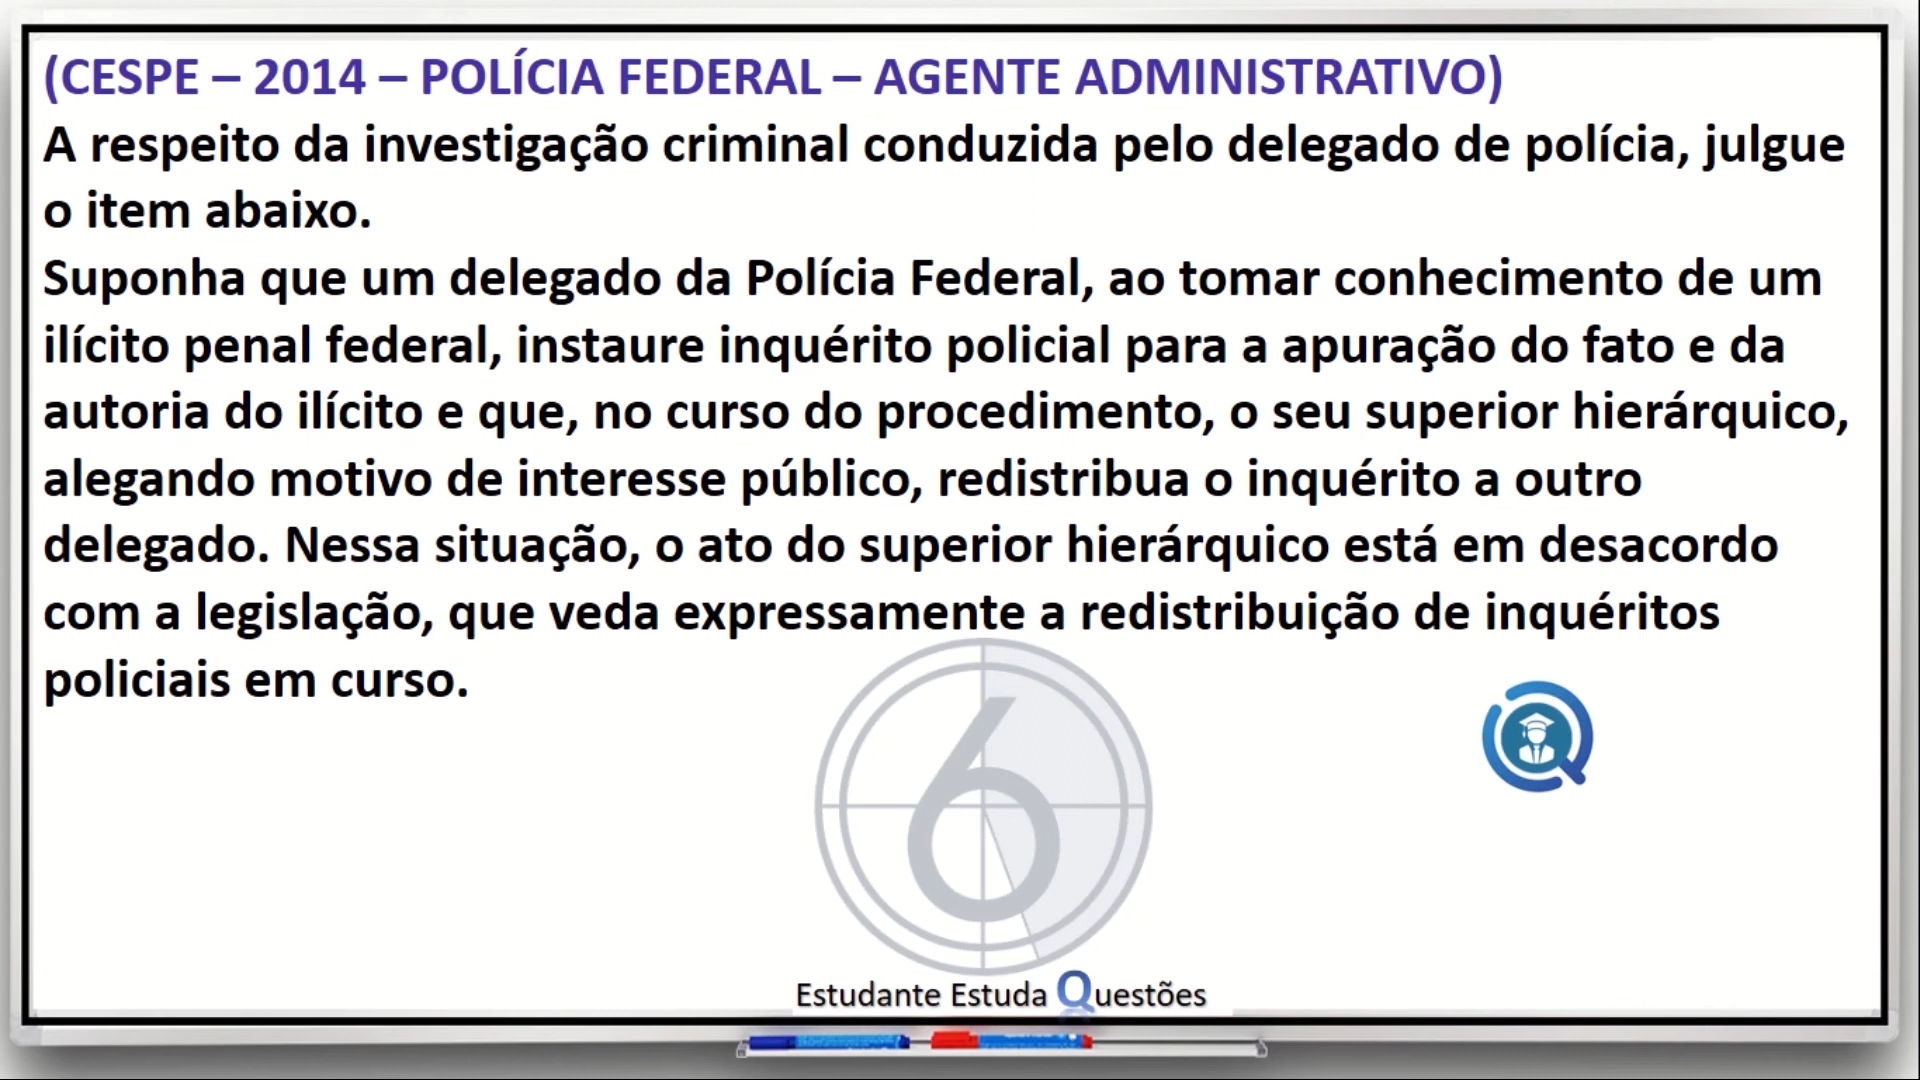 (CESPE – 2014 – POLÍCIA FEDERAL – AGENTE ADMINISTRATIVO)
A respeito da investigação criminal conduzida pelo delegado de polícia, julgue
o item abaixo.
Suponha que um delegado da Polícia Federal, ao tomar conhecimento de um
ilícito penal federal, instaure inquérito policial para a apuração do fato e da
autoria do ilícito e que, no curso do procedimento, o seu superior hierárquico,
alegando motivo de interesse público, redistribua o inquérito a outro
delegado. Nessa situação, o ato do superior hierárquico está em desacordo
com a legislação, que veda expressamente a redistribuição de inquéritos
policiais em curso.
6
Estudante Estuda Questões